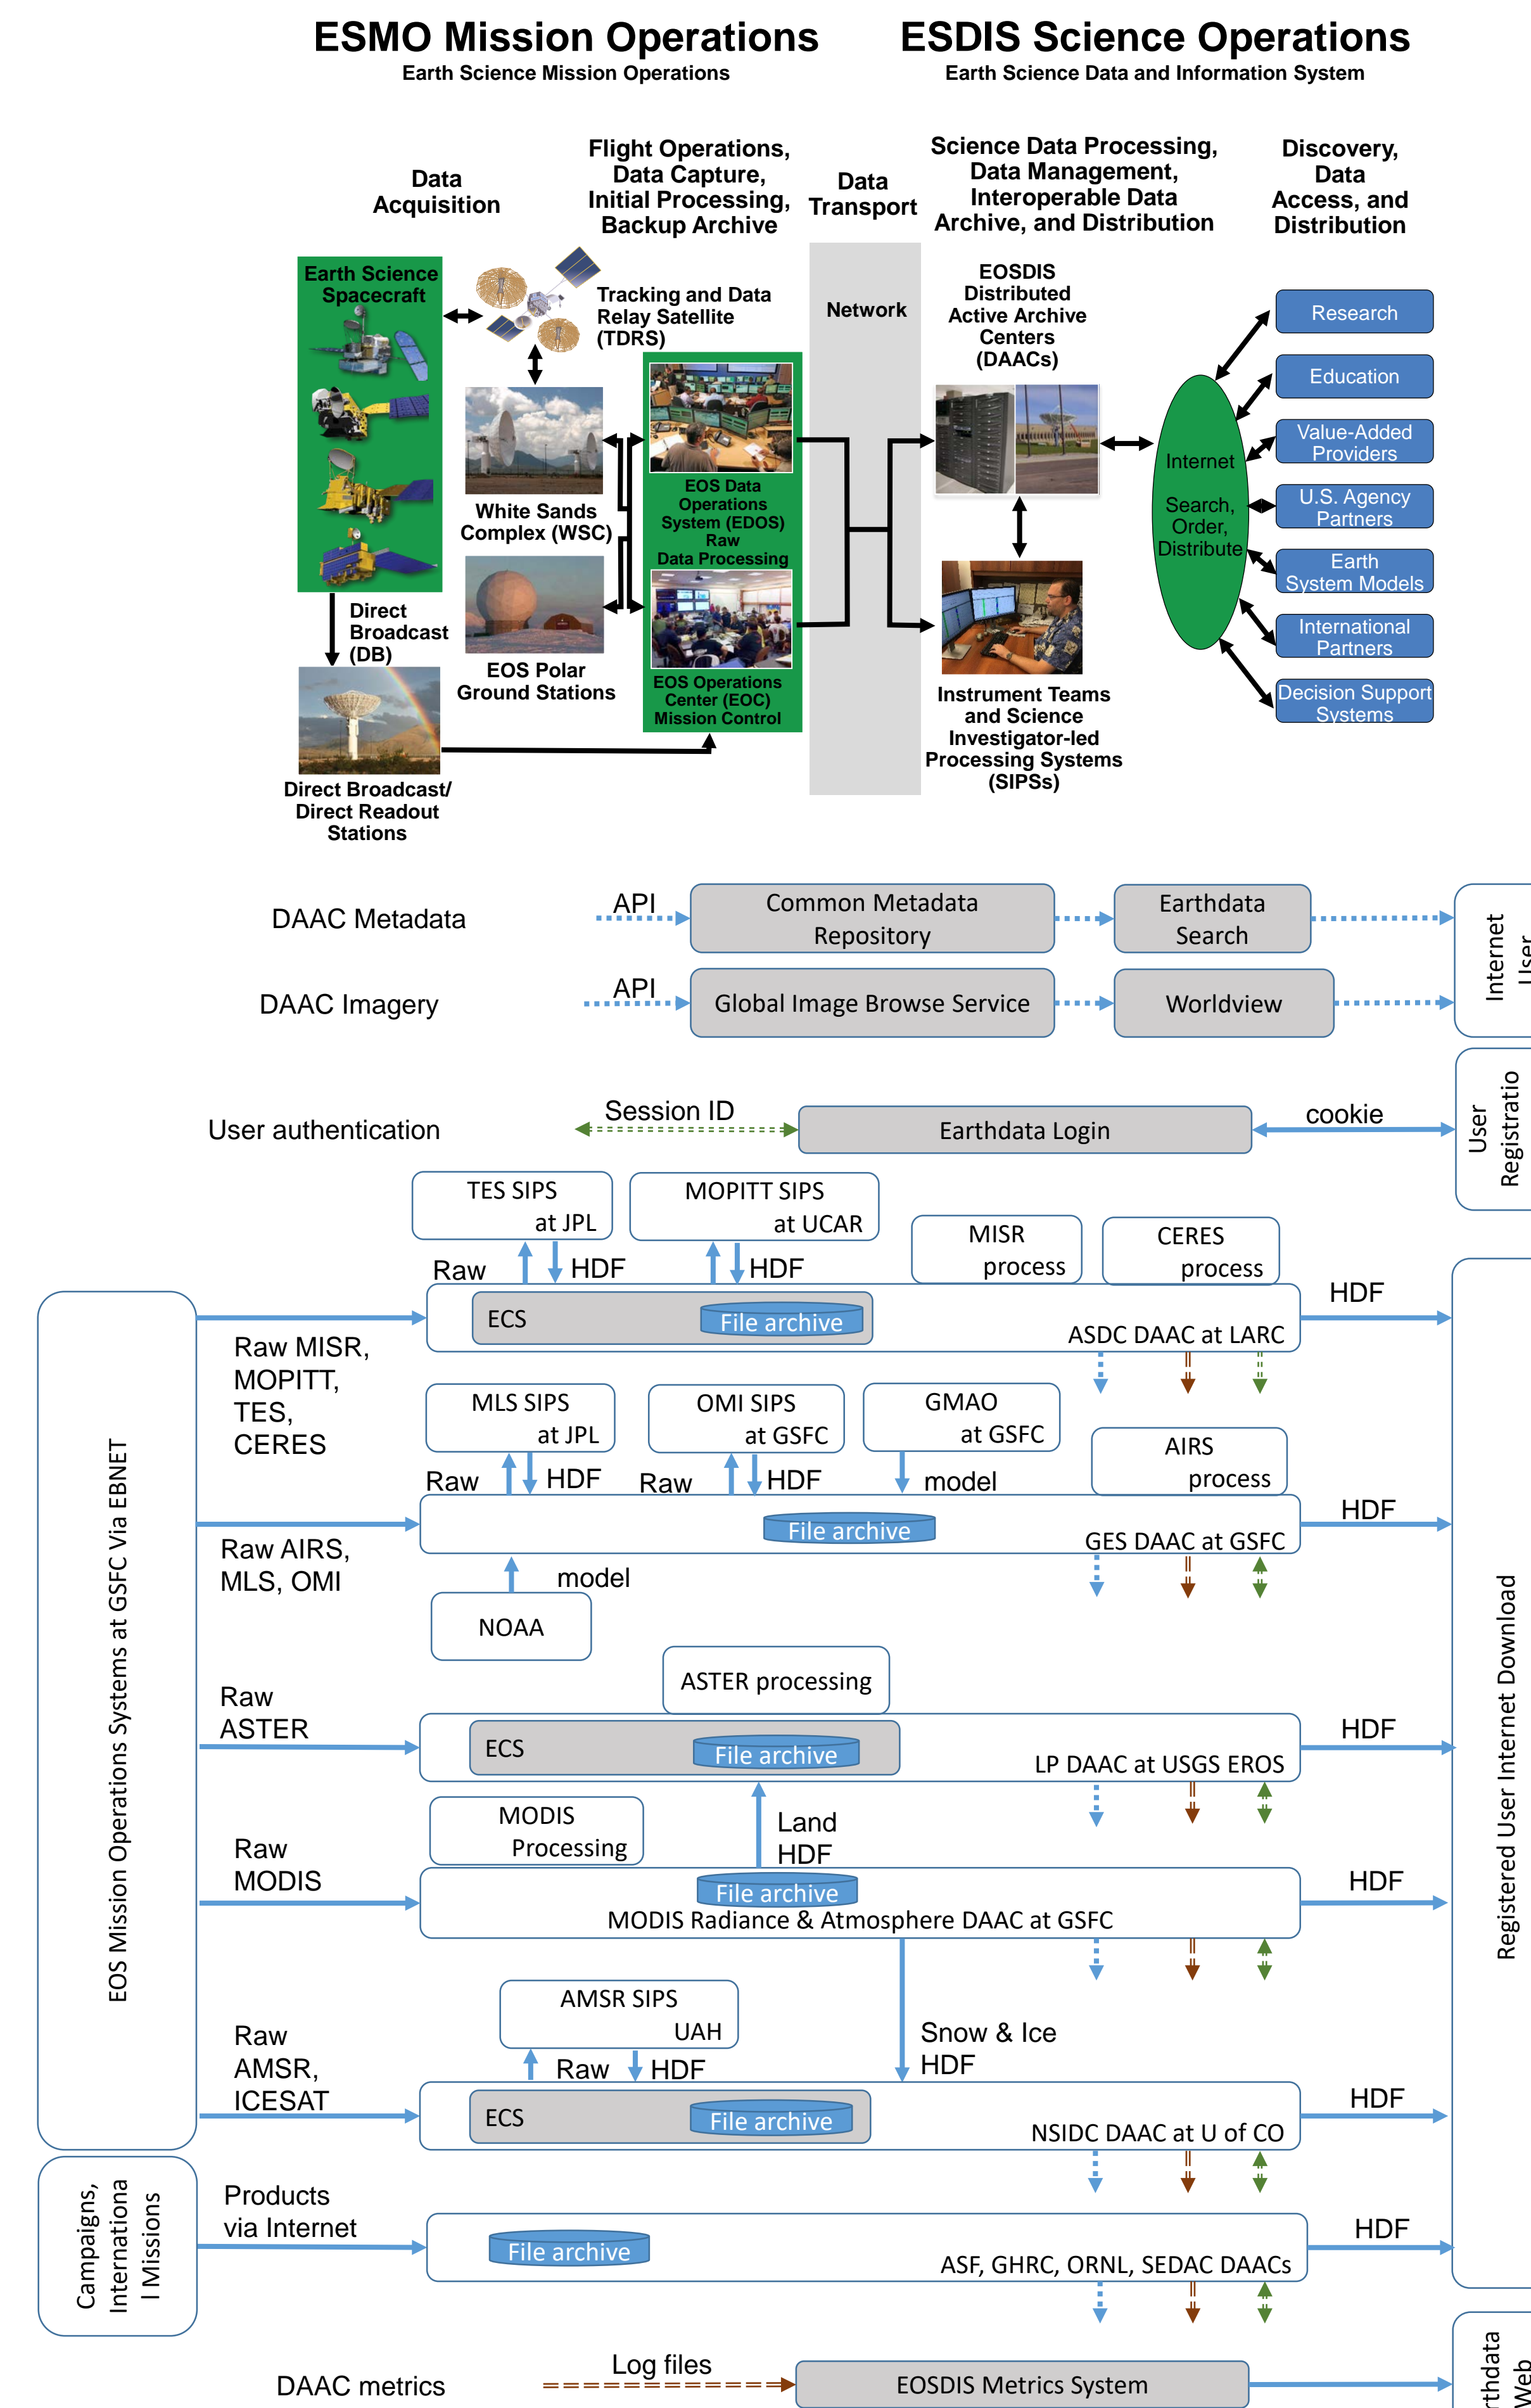 ESMO Mission Operations
Earth Science Mission Operations
ESDIS Science Operations
Earth Science Data and Information System
Data
Acquisition
Flight Operations,
Data Capture,
Initial Processing,
Backup Archive
Data
Transport
Science Data Processing,
Data Management,
Interoperable Data
Archive, and Distribution
Discovery,
Data
Access, and
Distribution
Earth Science
Spacecraft
Tracking and Data
Relay Satellite
(TDRS)
Network
EOSDIS
Distributed
Active Archive
Centers
(DAACs)
Research
Education
Value-Added
Providers
U.S. Agency
Partners
Earth
System Models
International
Partners
Decision Support
Systems
Internet
Search,
Order,
Distribute
White Sands
Complex (WSC)
EOS Data
Operations
System (EDOS)
Raw
Data Processing
EOS Polar
Ground Stations
EOS Operations
Center (EOC)
Mission Control
Direct
Broadcast
(DB)
Direct Broadcast/
Direct Readout
Stations
Instrument Teams
and Science
Investigator-led
Processing Systems
(SIPSs)
DAAC Metadata
API
Common Metadata
Repository
Earthdata
Search
Internet
User
DAAC Imagery
API
Global Image Browse Service
Worldview
User authentication
Session ID
Earthdata Login
cookie
User
Registratio
TES SIPS
at JPL
MOPITT SIPS
at UCAR
MISR
process
CERES
process
Raw
HDF
HDF
ECS
File archive
ASDC DAAC at LARC
HDF
Raw MISR,
MOPITT,
TES,
CERES
EOS Mission Operations Systems at GSFC Via EBNET
Registered User Internet Download
MLS SIPS
at JPL
OMI SIPS
at GSFC
GMAO
at GSFC
AIRS
process
Raw
HDF
Raw
HDF
model
File archive
GES DAAC at GSFC
HDF
Raw AIRS,
MLS, OMI
model
NOAA
ASTER processing
Raw
ASTER
ECS
File archive
LP DAAC at USGS EROS
HDF
MODIS
Processing
Land
HDF
Raw
MODIS
File archive
MODIS Radiance & Atmosphere DAAC at GSFC
HDF
AMSR SIPS
UAH
Raw
HDF
Snow & Ice
HDF
Raw
AMSR,
ICESAT
ECS
File archive
NSIDC DAAC at U of CO
HDF
Campaigns,
Internationa
l Missions
Products
via Internet
File archive
ASF, GHRC, ORNL, SEDAC DAACs
HDF
DAAC metrics
Log files
EOSDIS Metrics System
rthdata
Web